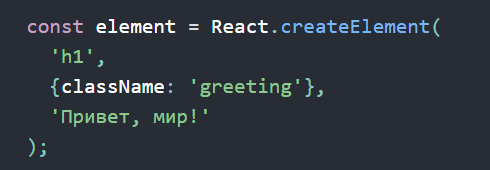 const element = React.createElement(
  'h1',
  {className: 'greeting'},
  'Привет, мир!'
);